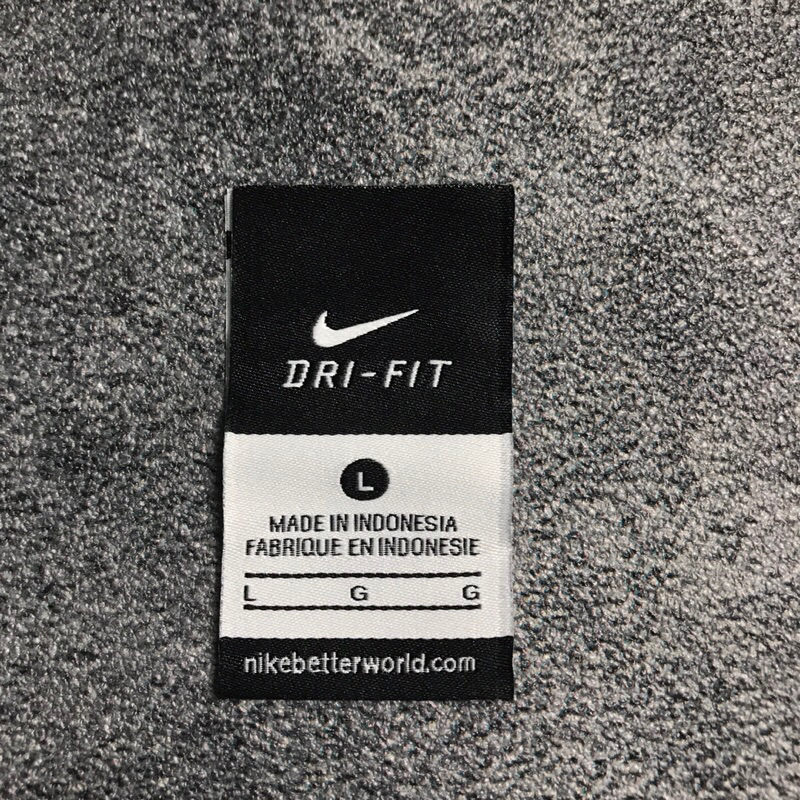 DRI-FIT
L
MADE IN INDONESIA
FABRIQUE EN INDONESIE
L G G
nikebetterworld.com